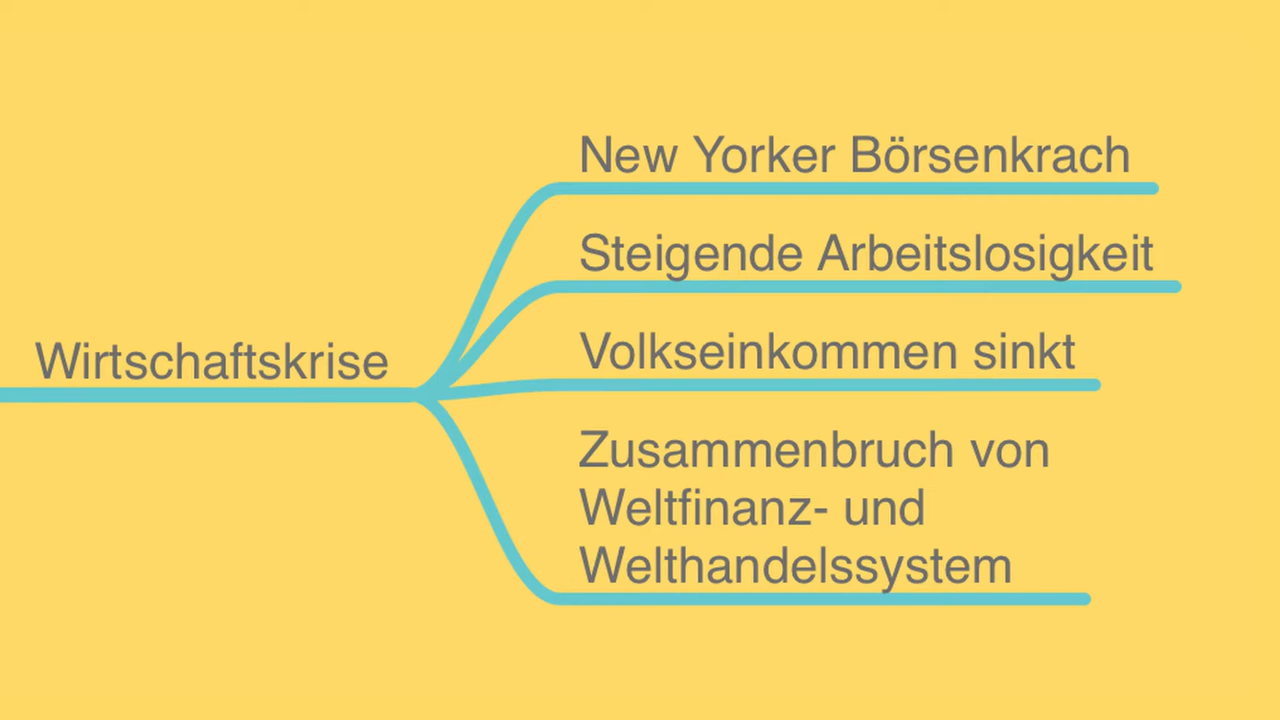 New Yorker Börsenkrach
Steigende Arbeitslosigkeit
Wirtschaftskrise
Volkseinkommen sinkt
Zusammenbruch von
Weltfinanz- und
Welthandelssystem